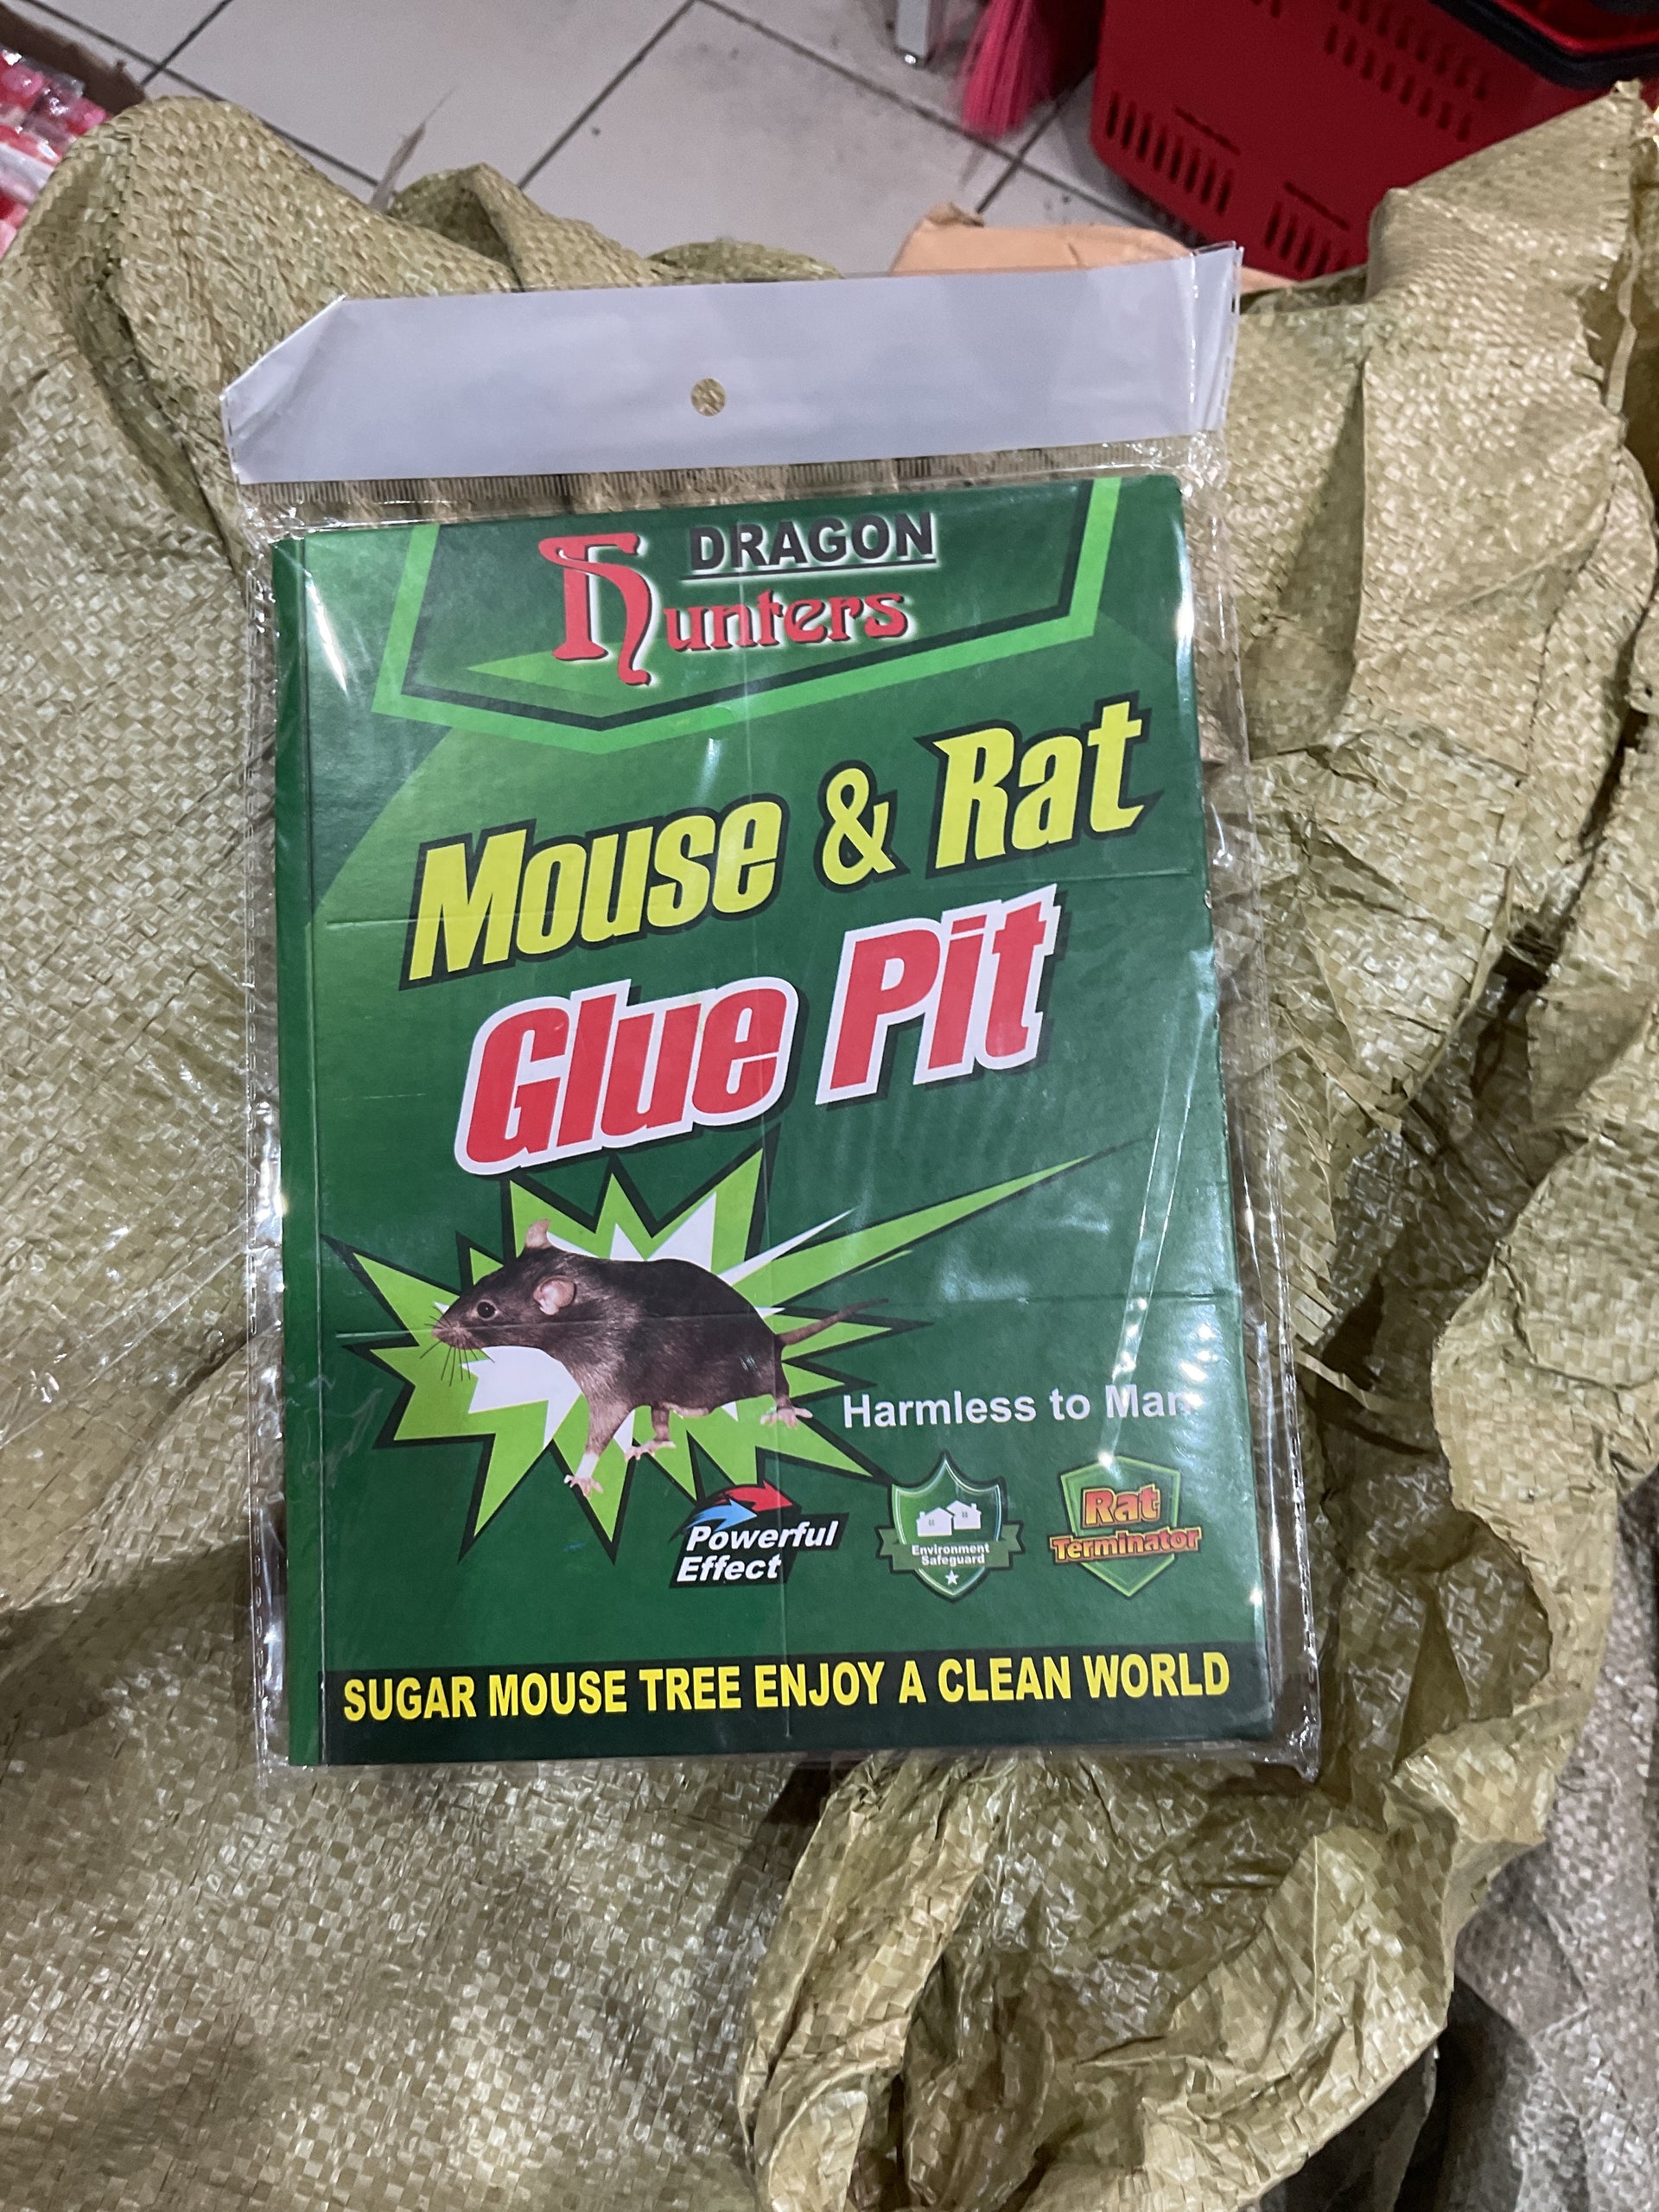 DRAGON
Hunters
Mouse & Rat
Glue Pit
Harmless to Man
Powerful
Effect
Environment
Safeguard
Rat
Terminator
SUGAR MOUSE TREE ENJOY A CLEAN WORLD